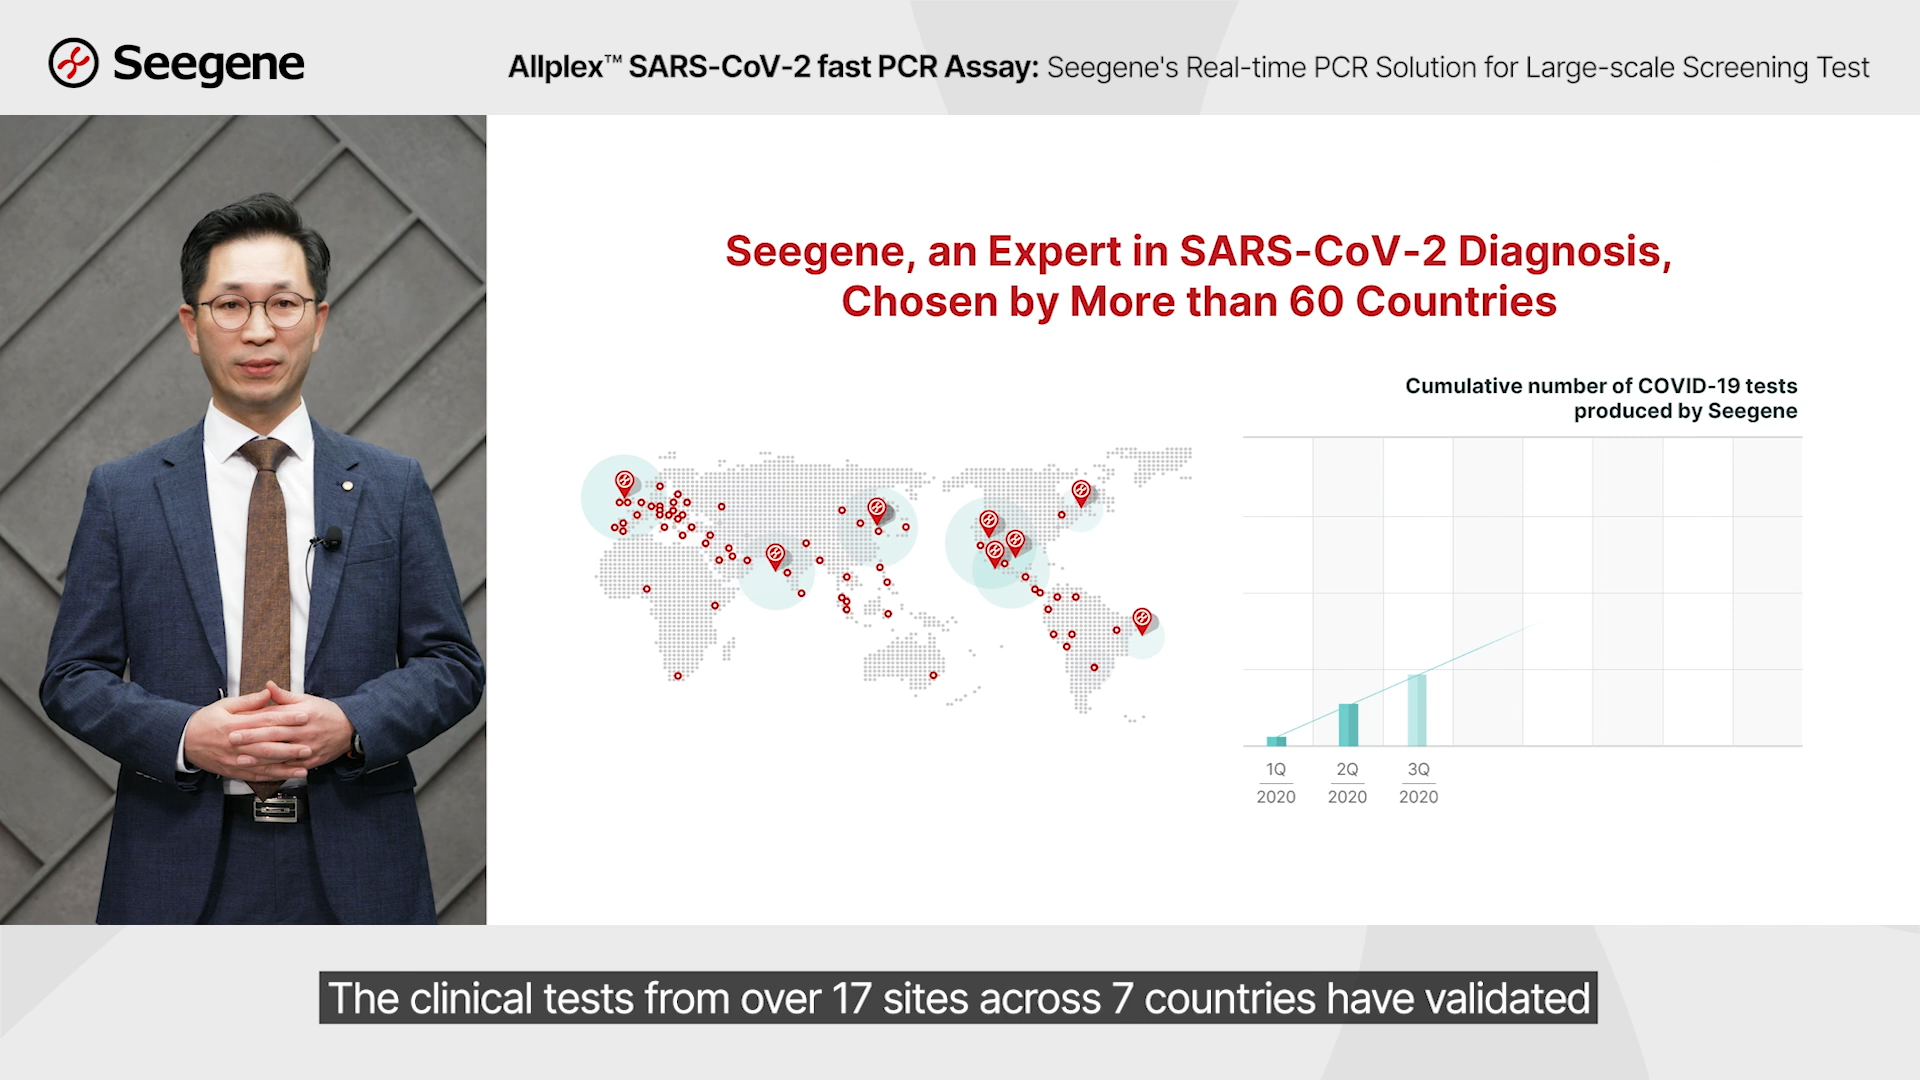 Seegene
Allplex™ SARS-CoV-2 fast PCR Assay: Seegene's Real-time PCR Solution for Large-scale Screening Test
Seegene, an Expert in SARS-CoV-2 Diagnosis,
Chosen by More than 60 Countries
Cumulative number of COVID-19 tests
produced by Seegene
1Q 2Q 3Q
2020 2020 2020
The clinical tests from over 17 sites across 7 countries have validated